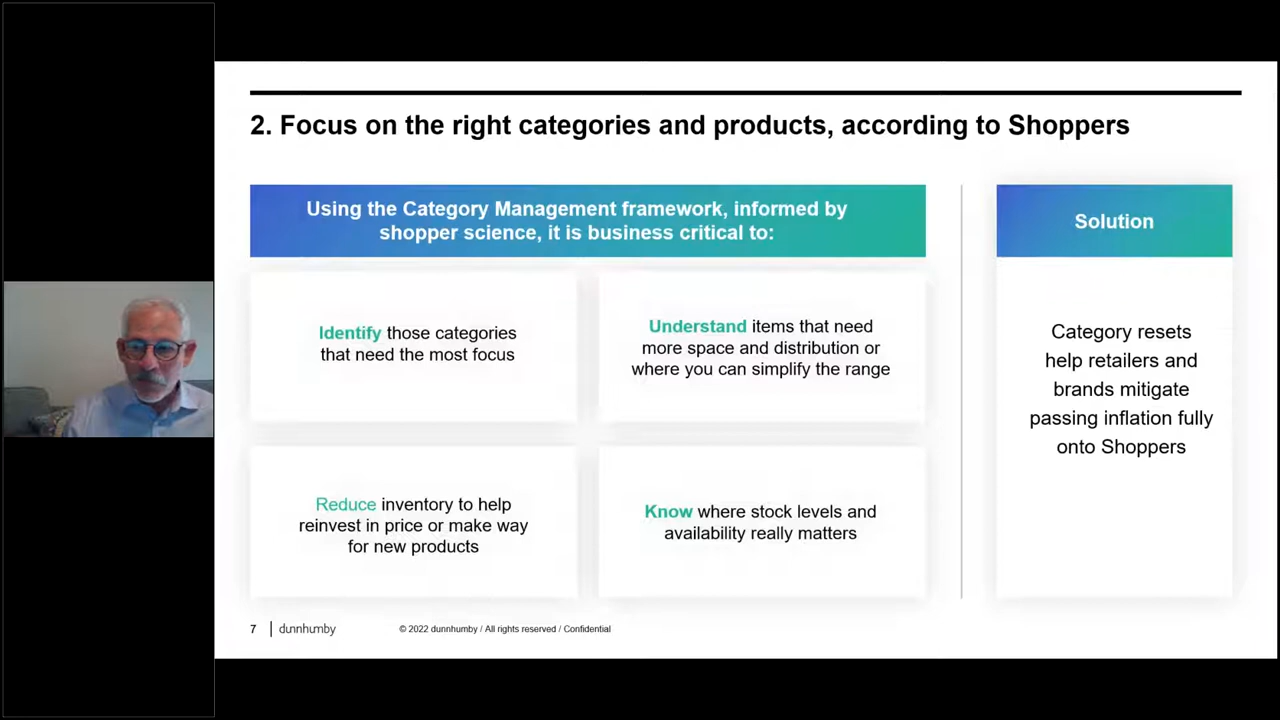 2. Focus on the right categories and products, according to Shoppers
Using the Category Management framework, informed by
shopper science, it is business critical to:
Identify those categories
that need the most focus
Understand items that need
more space and distribution or
where you can simplify the range
Reduce inventory to help
reinvest in price or make way
for new products
Know where stock levels and
availability really matters
Solution
Category resets
help retailers and
brands mitigate
passing inflation fully
onto Shoppers
7
dunnhumby
© 2022 dunnhumby / All rights reserved / Confidential